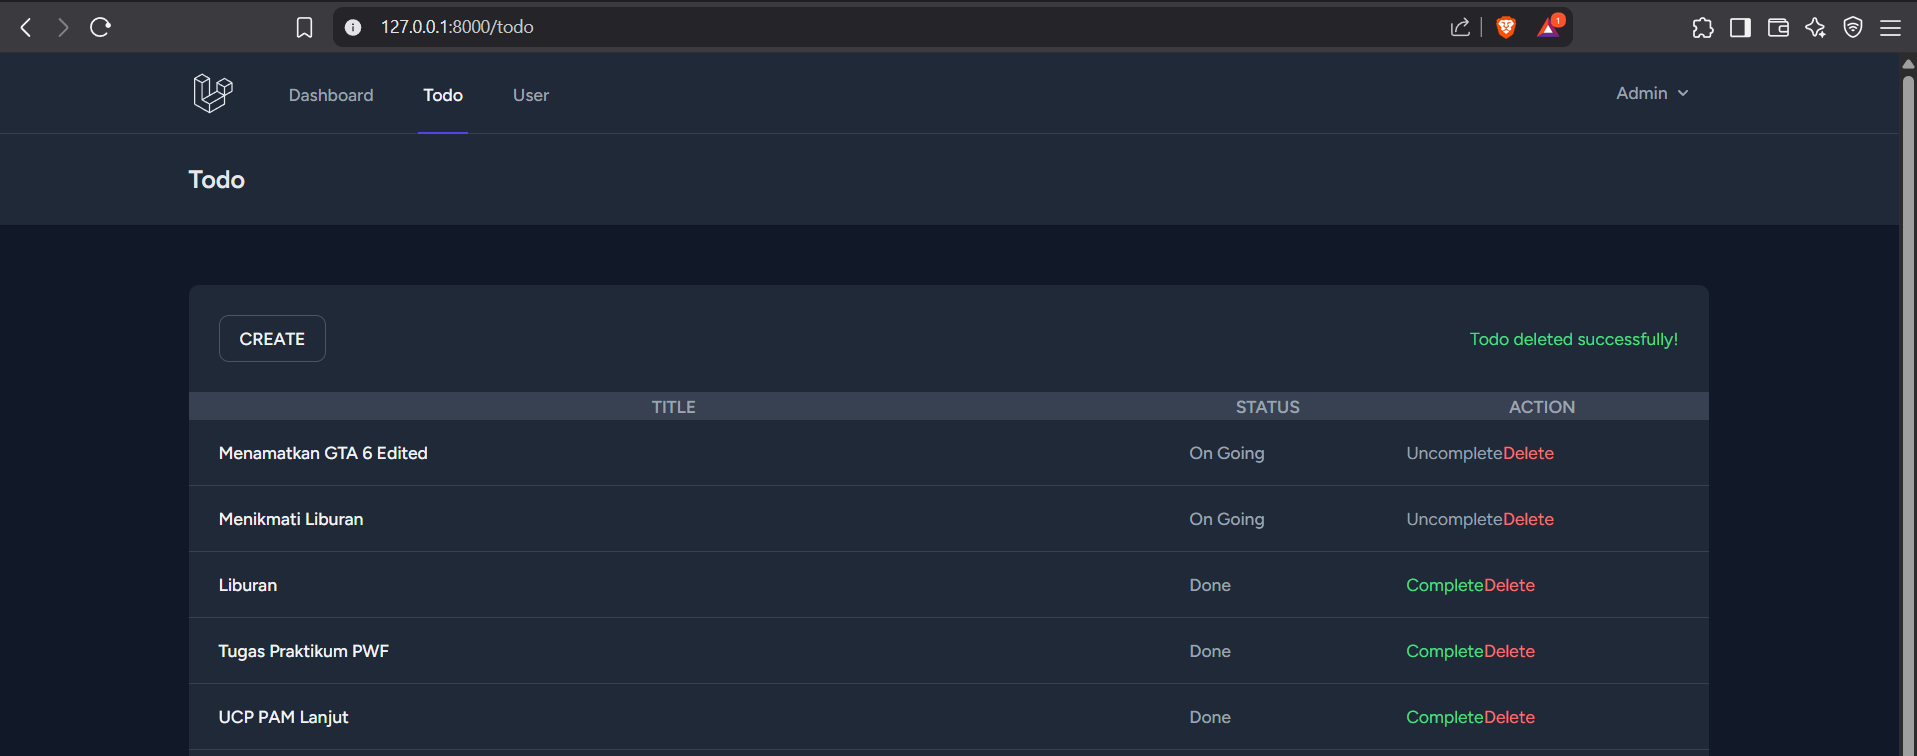 127.0.0.1:8000/todo
1
Dashboard Todo User Admin
Todo
CREATE Todo deleted successfully!
TITLE STATUS ACTION
Menamatkan GTA 6 Edited On Going UncompleteDelete
Menikmati Liburan On Going UncompleteDelete
Liburan Done CompleteDelete
Tugas Praktikum PWF Done CompleteDelete
UCP PAM Lanjut Done CompleteDelete